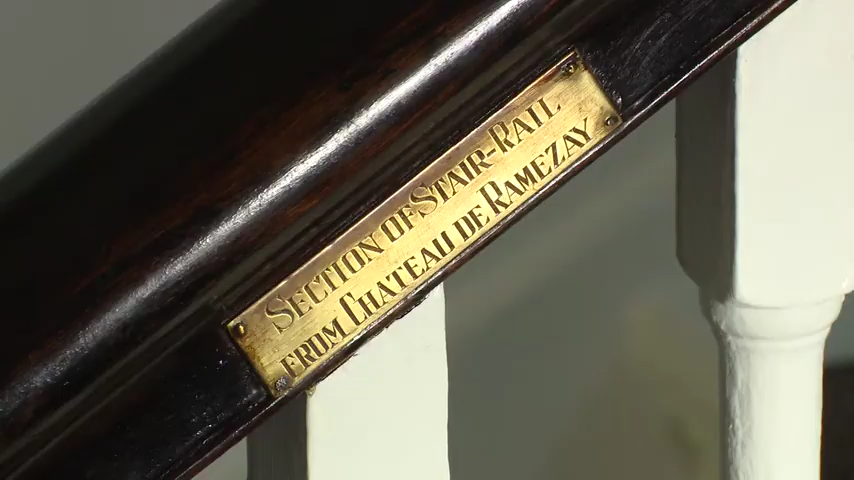 SECTION OF STAIR-RAIL
FROM CHATEAU DE RAMEZAY